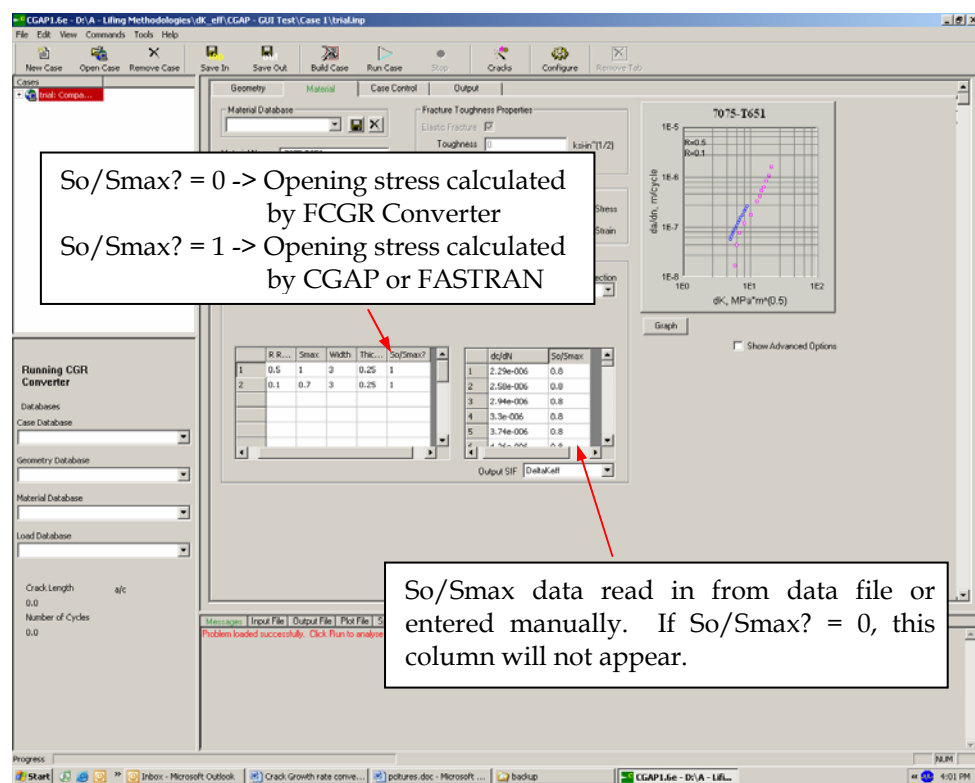 CGAP1.6e - D:\A - Lifing Methodologies\dK_eff\CGAP - GUI Test\Case 1\trial.inp
File Edit View Commands Tools Help
New Case Open Case Remove Case Save In Save Out Build Case Run Case Stop Cracks Configure Remove Tab
Cases
trial: Compa...
Geometry Material Case Control Output
Material Database
Fracture Toughness Properties
Elastic Fracture
Toughness 0 ksi-in^(1/2)
So/Smax? = 0 -> Opening stress calculated
by FCGR Converter
So/Smax? = 1 -> Opening stress calculated
by CGAP or FASTRAN
Stress
Strain
ection
7075-T651
1E-5
R=0.5
R=0.1
1E-6
1E-7
1E-8
da/dn, m/cycle
1E0 1E1 1E2
dK, MPa*m^(0.5)
Graph
Show Advanced Options
R R... Smax Width Thic... So/Smax?
1 0.5 1 3 0.25 1
2 0.1 0.7 3 0.25 1
dc/dN So/Smax
1 2.29e-006 0.8
2 2.58e-006 0.8
3 2.94e-006 0.8
4 3.3e-006 0.8
5 3.74e-006 0.8
Output SIF DeltaKeff
Running CGR
Converter
Databases
Case Database
Geometry Database
Material Database
Load Database
Crack Length a/c
0.0
Number of Cycles
0.0
So/Smax data read in from data file or
entered manually. If So/Smax? = 0, this
column will not appear.
Messages Input File Output File Plot File S
Problem loaded successfully. Click Run to analyse
Progress NUM
Start Inbox - Microsoft Outlook Crack Growth rate conve... potures.doc - Microsoft ... backup CGAP1.6e - D:\A - Lifi... 4:01 PM